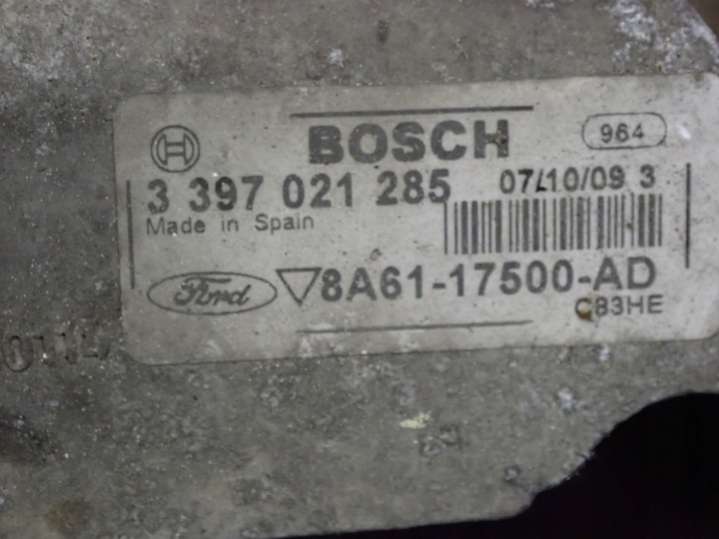 BOSCH 964
3 397 021 285 07/10/09 3
Made in Spain
Ford 8A61-17500-AD
C83HE